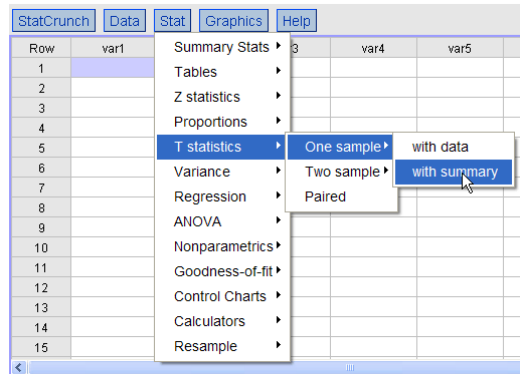 StatCrunch Data Stat Graphics Help
Row var1 3 var4 var5
1
2
3
4
5
6
7
8
9
10
11
12
13
14
15
Summary Stats
Tables
Z statistics
Proportions
T statistics
Variance
Regression
ANOVA
Nonparametrics
Goodness-of-fit
Control Charts
Calculators
Resample
One sample
Two sample
Paired
with data
with summary